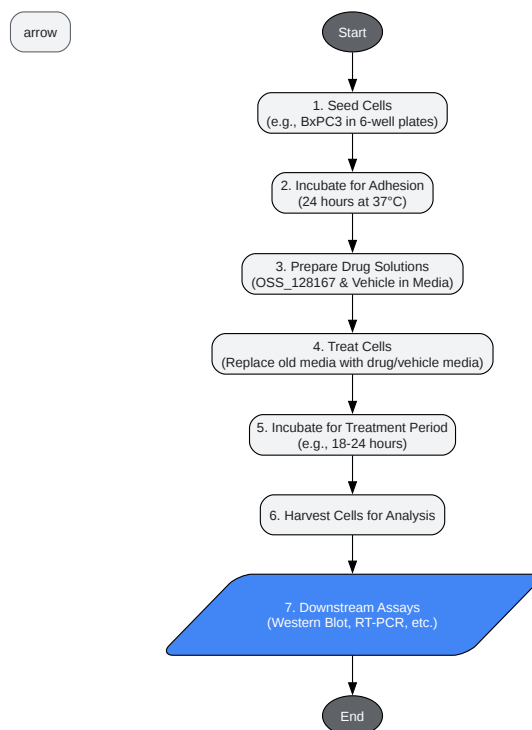 arrow
Start
1. Seed Cells
(e.g., BxPC3 in 6-well plates)
2. Incubate for Adhesion
(24 hours at 37°C)
3. Prepare Drug Solutions
(OSS_128167 & Vehicle in Media)
4. Treat Cells
(Replace old media with drug/vehicle media)
5. Incubate for Treatment Period
(e.g., 18-24 hours)
6. Harvest Cells for Analysis
7. Downstream Assays
(Western Blot, RT-PCR, etc.)
End